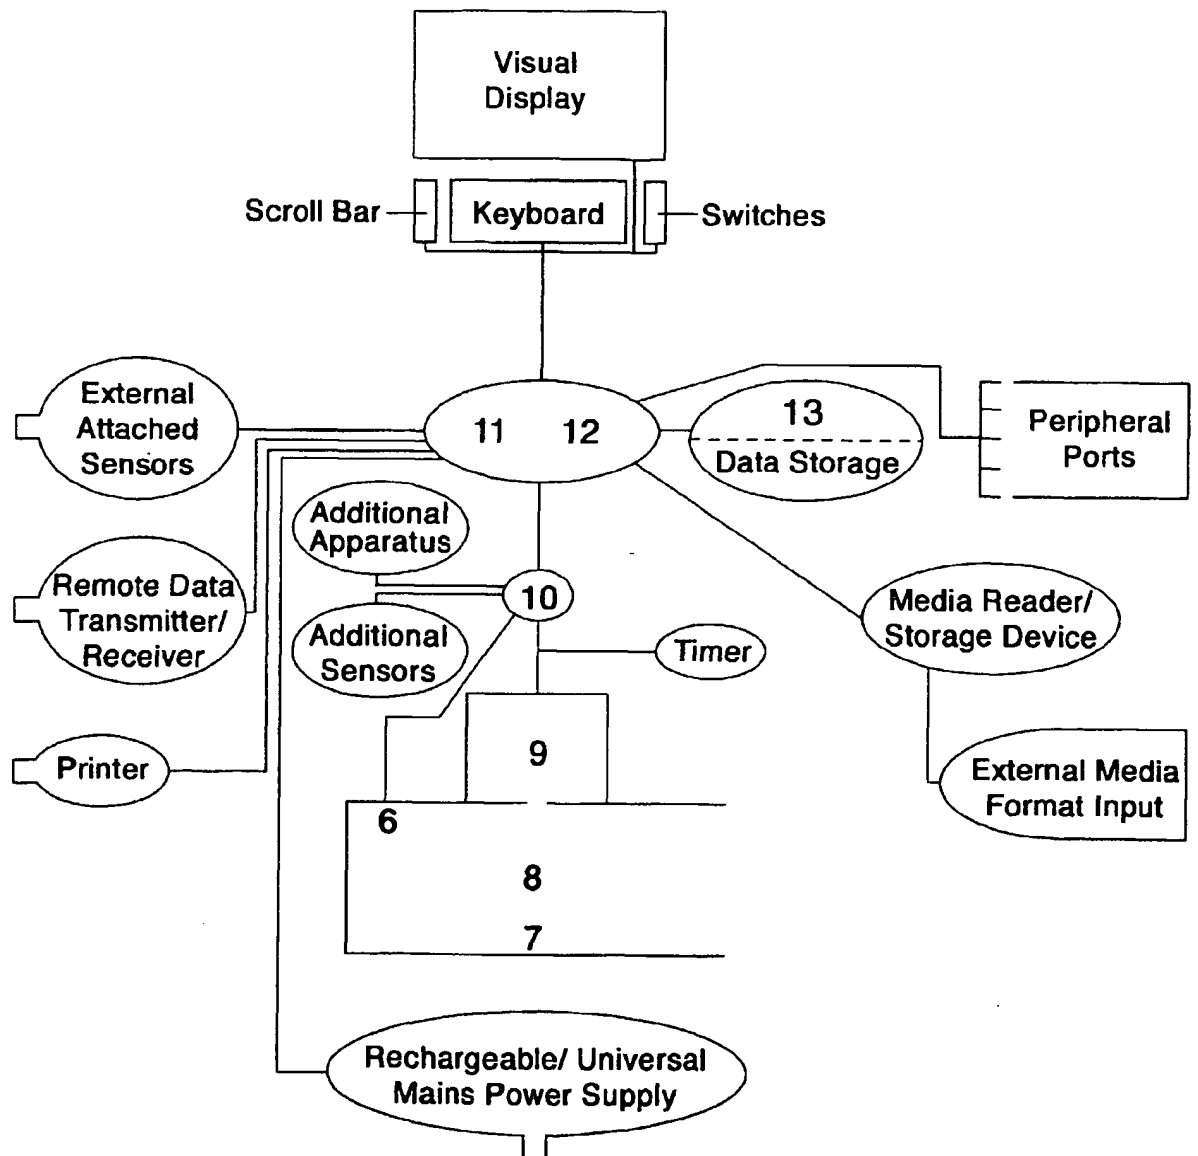 Visual
Display
Scroll Bar
Keyboard
Switches
External
Attached
Sensors
11 12
13
Data Storage
Peripheral
Ports
Additional
Apparatus
10
Remote Data
Transmitter/
Receiver
Additional
Sensors
Timer
Media Reader/
Storage Device
Printer
9
External Media
Format Input
6
8
7
Rechargeable/ Universal
Mains Power Supply